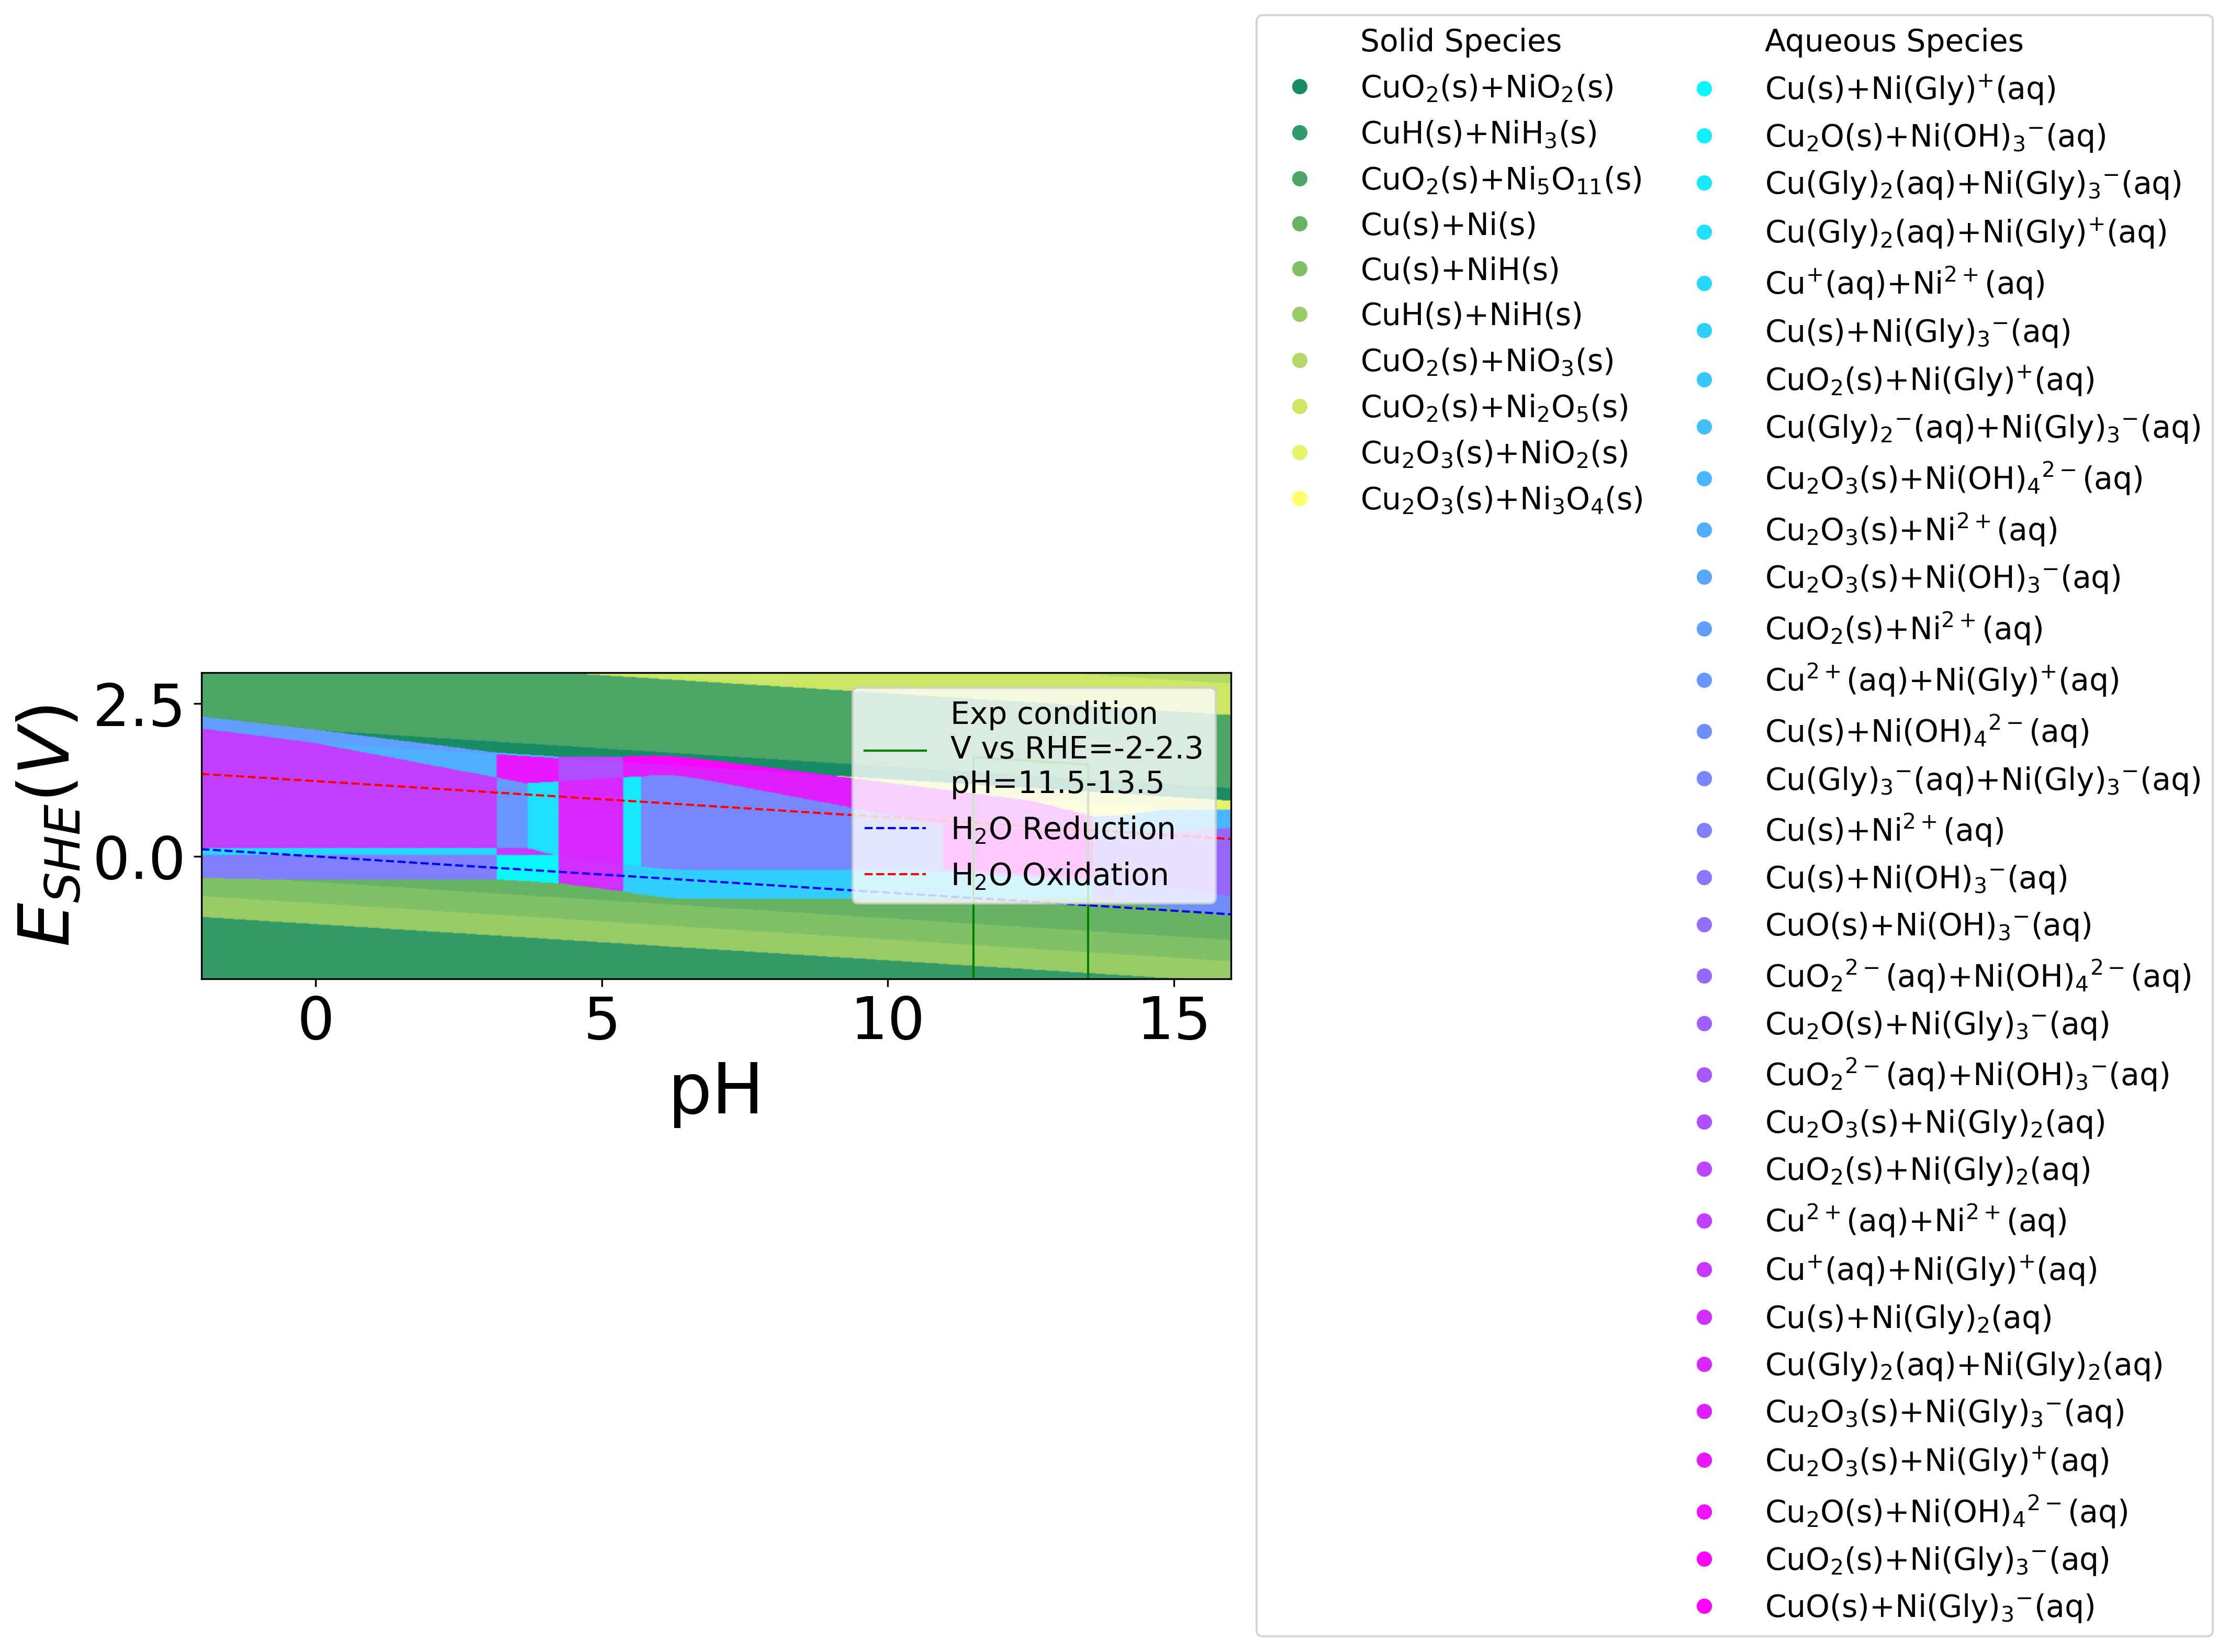 Solid Species
CuO₂(s)+NiO₂(s)
CuH(s)+NiH₃(s)
CuO₂(s)+Ni₅O₁₁(s)
Cu(s)+Ni(s)
Cu(s)+NiH(s)
CuH(s)+NiH(s)
CuO₂(s)+NiO₃(s)
CuO₂(s)+Ni₂O₅(s)
Cu₂O₃(s)+NiO₂(s)
Cu₂O₃(s)+Ni₃O₄(s)
Aqueous Species
Cu(s)+Ni(Gly)⁺(aq)
Cu₂O(s)+Ni(OH)₃⁻(aq)
Cu(Gly)₂(aq)+Ni(Gly)₃⁻(aq)
Cu(Gly)₂(aq)+Ni(Gly)⁺(aq)
Cu⁺(aq)+Ni²⁺(aq)
Cu(s)+Ni(Gly)₃⁻(aq)
CuO₂(s)+Ni(Gly)⁺(aq)
Cu(Gly)₂⁻(aq)+Ni(Gly)₃⁻(aq)
Cu₂O₃(s)+Ni(OH)₄²⁻(aq)
Cu₂O₃(s)+Ni²⁺(aq)
Cu₂O₃(s)+Ni(OH)₃⁻(aq)
CuO₂(s)+Ni²⁺(aq)
Cu²⁺(aq)+Ni(Gly)⁺(aq)
Cu(s)+Ni(OH)₄²⁻(aq)
Cu(Gly)₃⁻(aq)+Ni(Gly)₃⁻(aq)
Cu(s)+Ni²⁺(aq)
Cu(s)+Ni(OH)₃⁻(aq)
CuO(s)+Ni(OH)₃⁻(aq)
CuO₂²⁻(aq)+Ni(OH)₄²⁻(aq)
Cu₂O(s)+Ni(Gly)₃⁻(aq)
CuO₂²⁻(aq)+Ni(OH)₃⁻(aq)
Cu₂O₃(s)+Ni(Gly)₂(aq)
CuO₂(s)+Ni(Gly)₂(aq)
Cu²⁺(aq)+Ni²⁺(aq)
Cu⁺(aq)+Ni(Gly)⁺(aq)
Cu(s)+Ni(Gly)₂(aq)
Cu(Gly)₂(aq)+Ni(Gly)₂(aq)
Cu₂O₃(s)+Ni(Gly)₃⁻(aq)
Cu₂O₃(s)+Ni(Gly)⁺(aq)
Cu₂O(s)+Ni(OH)₄²⁻(aq)
CuO₂(s)+Ni(Gly)₃⁻(aq)
CuO(s)+Ni(Gly)₃⁻(aq)
E_SHE(V)
2.5
0.0
Exp condition
V vs RHE=-2-2.3
pH=11.5-13.5
H₂O Reduction
H₂O Oxidation
0 5 10 15
pH